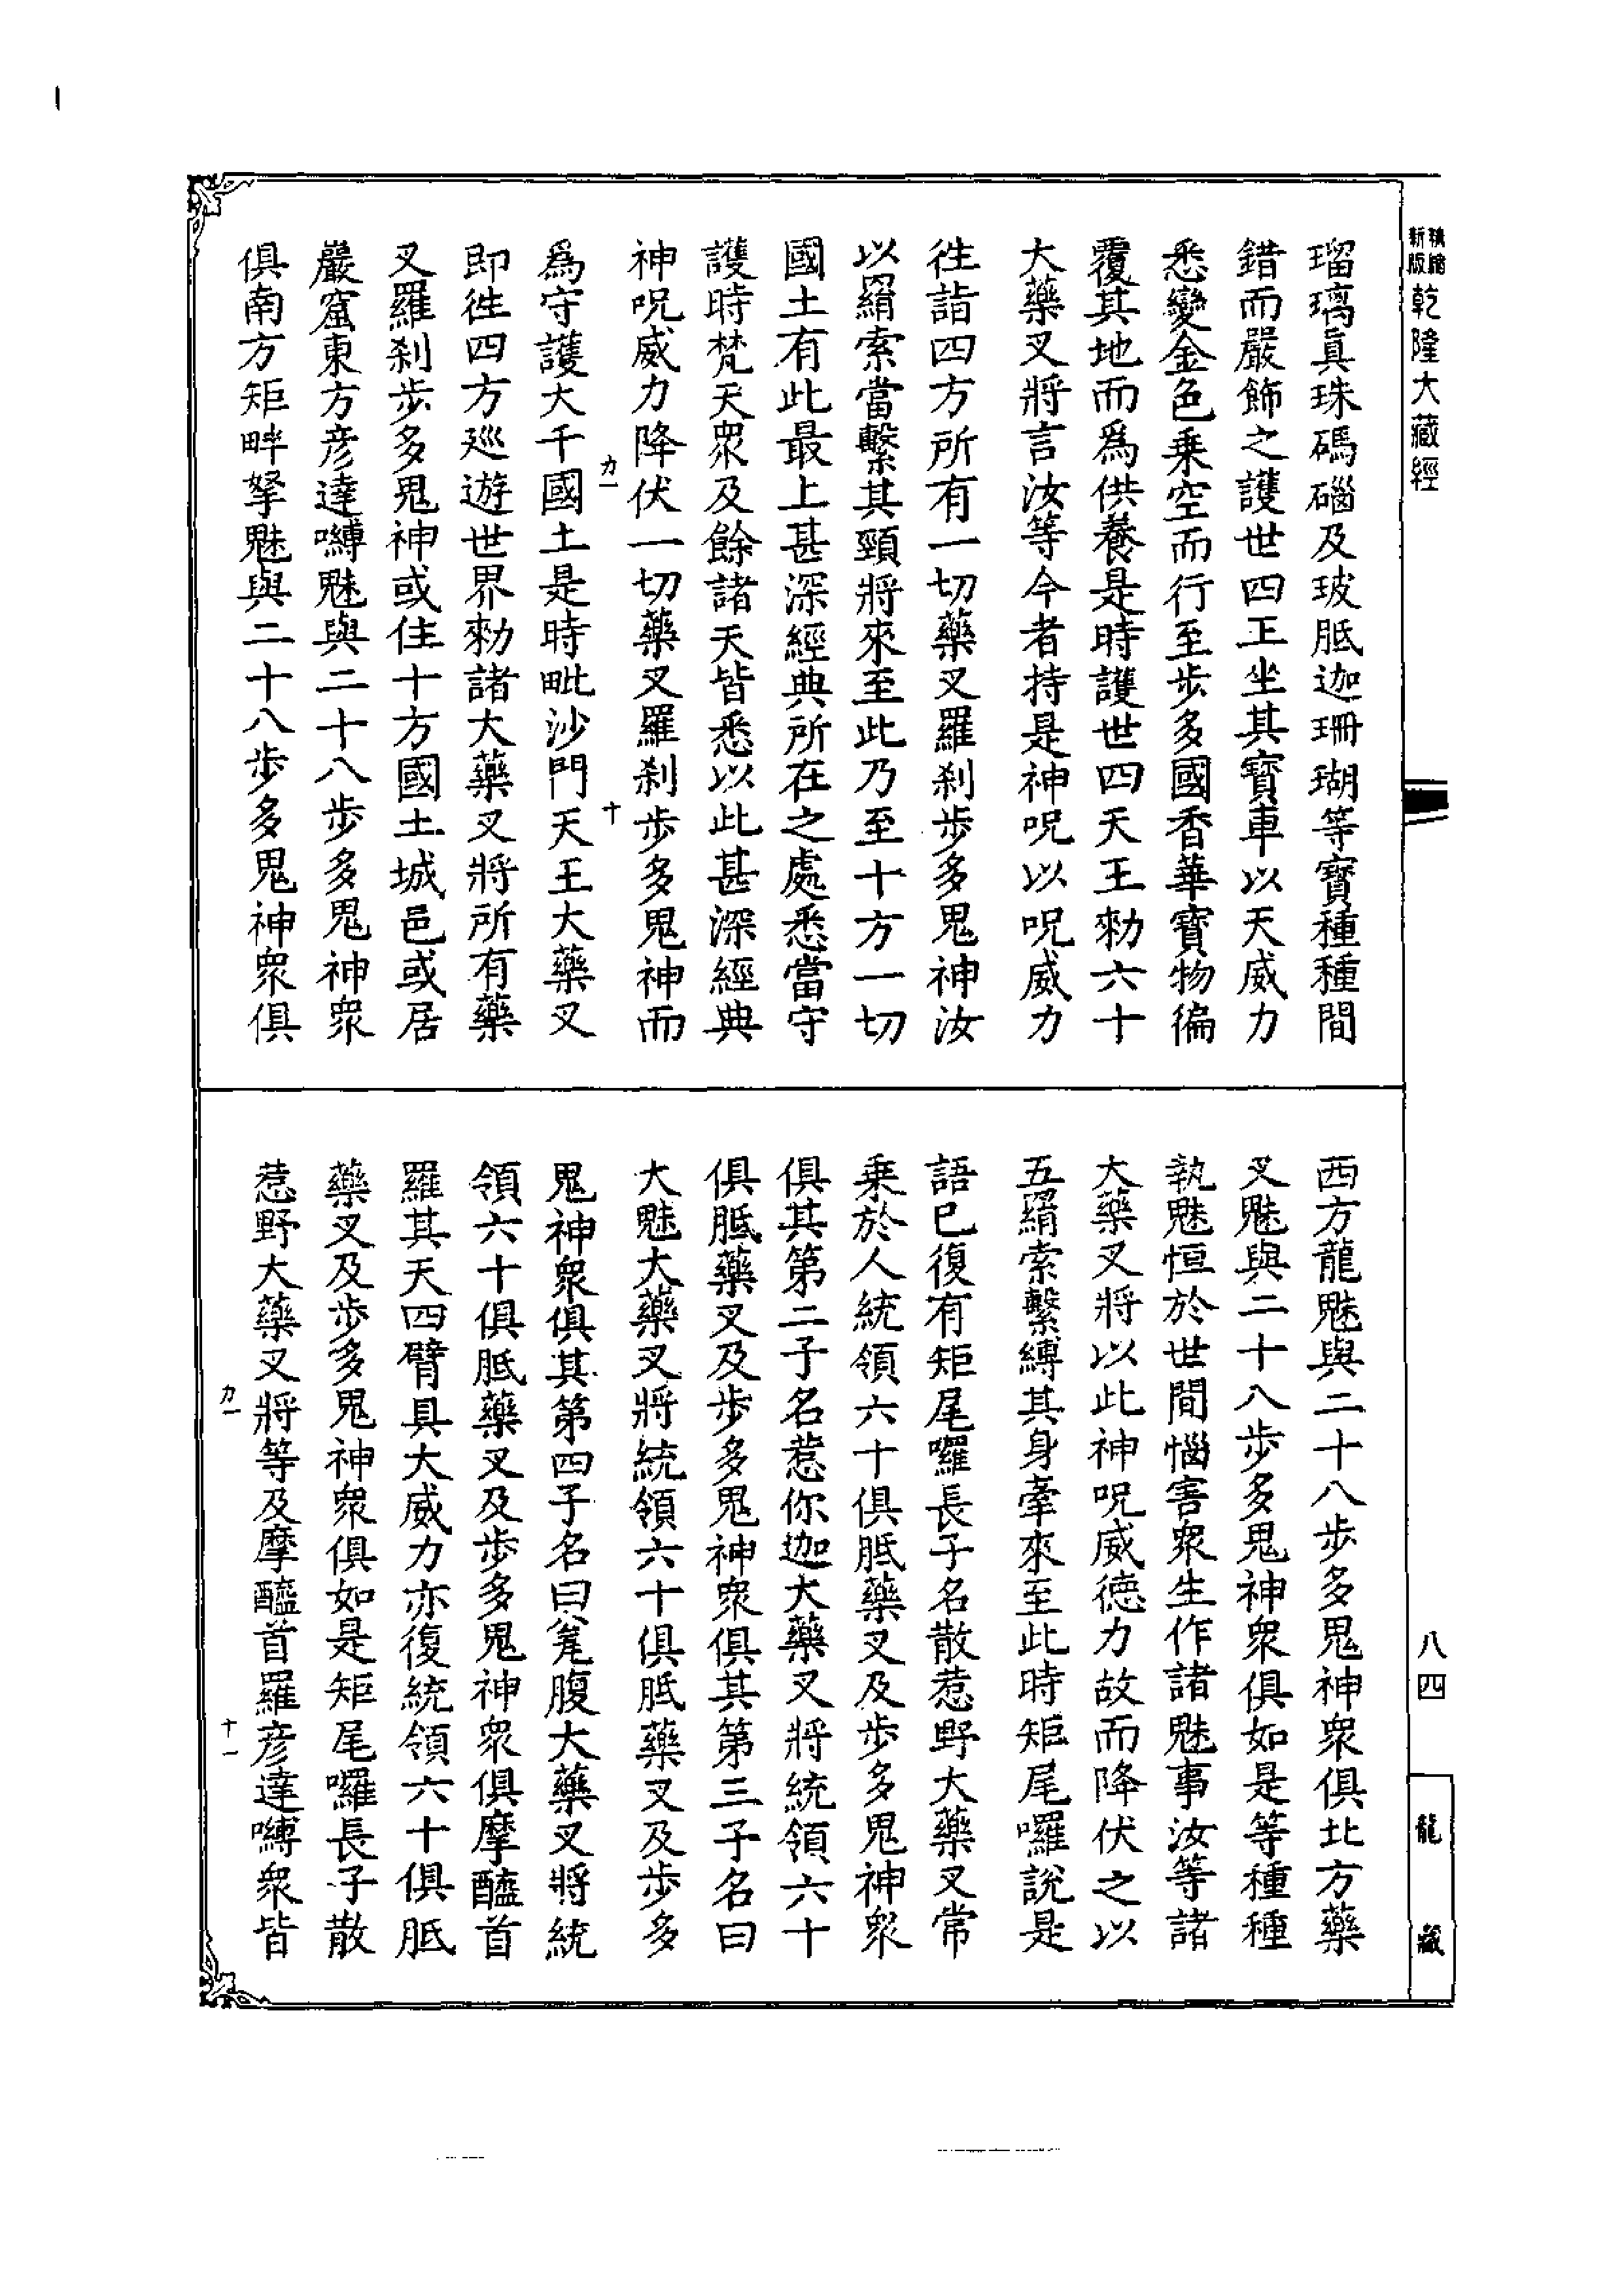 新版精縮乾隆大藏經
瑠璃眞珠碼碯及玻胝迦珊瑚等寳種種間
錯而嚴飾之護世四王坐其寳車以天威力
悉變金色乗空而行至步多國香華寳物徧
覆其地而爲供養是時護世四天王勑六十
大藥叉將言汝等今者持是神呪以呪威力
徃詣四方所有一切藥叉羅刹步多鬼神汝
以羂索當繫其頸將來至此乃至十方一切
國土有此最上甚深經典所在之處悉當守
護時梵天衆及餘諸天皆悉以此甚深經典
神呪威力降伏一切藥叉羅刹步多鬼神而
力一
十
爲守護大千國土是時毗沙門天王大藥叉
即徃四方廵遊世界勑諸大藥叉將所有藥
叉羅刹步多鬼神或住十方國土城邑或居
巖窟東方彦達嚩魅與二十八步多鬼神衆
俱南方矩畔拏魅與二十八步多鬼神衆俱
西方龍魅與二十八步多鬼神衆俱北方藥
叉魅與二十八步多鬼神衆俱如是等種種
執魅恒於世間惱害衆生作諸魅事汝等諸
大藥叉將以此神呪威德力故而降伏之以
五羂索繫縛其身牽來至此時矩尾囉說是
語已復有矩尾囉長子名散惹野大藥叉常
乗於人統領六十俱胝藥叉及步多鬼神衆
俱其第二子名惹你迦大藥叉將統領六十
俱胝藥叉及步多鬼神衆俱其第三子名曰
大魅大藥叉將統領六十俱胝藥叉及步多
鬼神衆俱其第四子名曰瓮腹大藥叉將統
領六十俱胝藥叉及步多鬼神衆俱摩醯首
羅其天四臂具大威力亦復統領六十俱胝
藥叉及步多鬼神衆俱如是矩尾囉長子散
惹野大藥叉將等及摩醯首羅彦達嚩衆皆
力一
十一
八四
龍藏